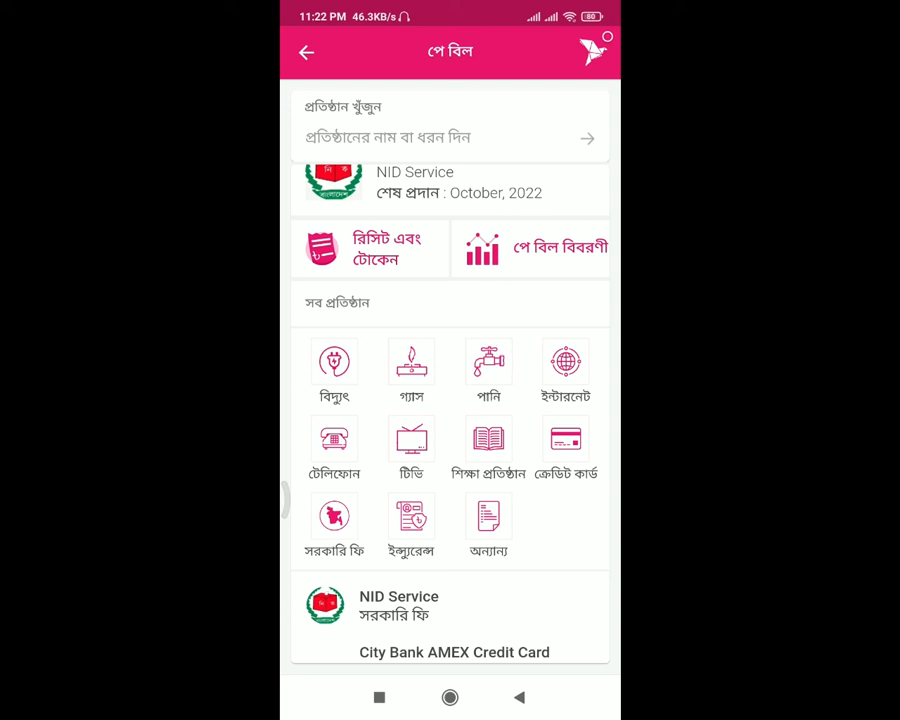 11:22 PM 46.3KB/s
80
পে বিল
প্রতিষ্ঠান খুঁজুন
প্রতিষ্ঠানের নাম বা ধরন দিন
NID Service
শেষ প্রদান : October, 2022
রিসিট এবং
টোকেন
পে বিল বিবরণী
সব প্রতিষ্ঠান
বিদ্যুৎ গ্যাস পানি ইন্টারনেট
টেলিফোন টিভি শিক্ষা প্রতিষ্ঠান ক্রেডিট কার্ড
সরকারি ফি ইন্স্যুরেন্স অন্যান্য
NID Service
সরকারি ফি
City Bank AMEX Credit Card